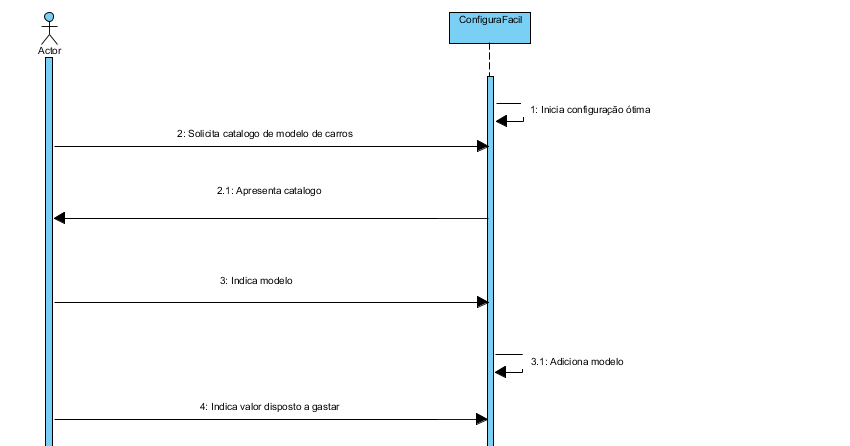 ConfiguraFacil
Actor
1: Inicia configuração ótima
2: Solicita catalogo de modelo de carros
2.1: Apresenta catalogo
3: Indica modelo
3.1: Adiciona modelo
4: Indica valor disposto a gastar